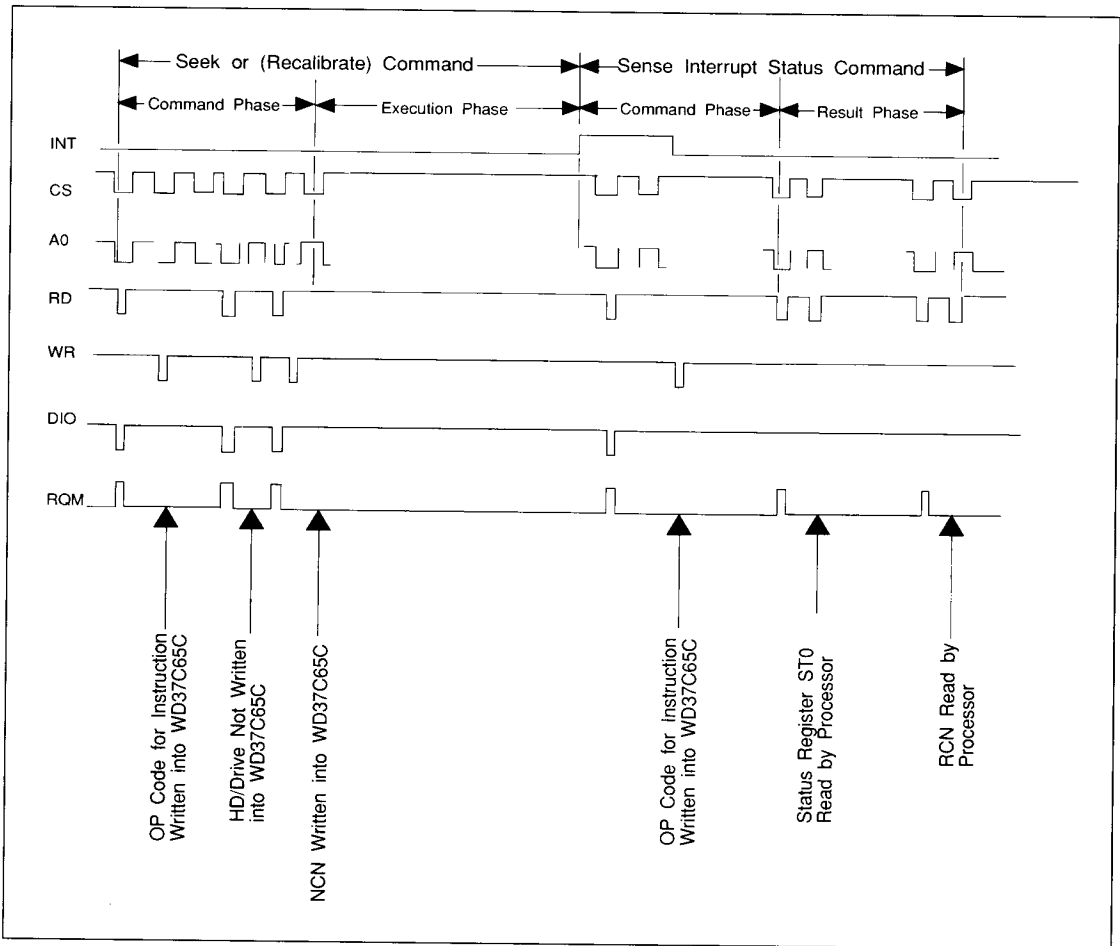 Seek or (Recalibrate) Command
Sense Interrupt Status Command
Command Phase
Execution Phase
Command Phase
Result Phase
INT
CS
A0
RD
WR
DIO
RQM
OP Code for Instruction
Written into WD37C65C
HD/Drive Not Written
into WD37C65C
NCN Written into WD37C65C
OP Code for Instruction
Written into WD37C65C
Status Register ST0
Read by Processor
RCN Read by
Processor